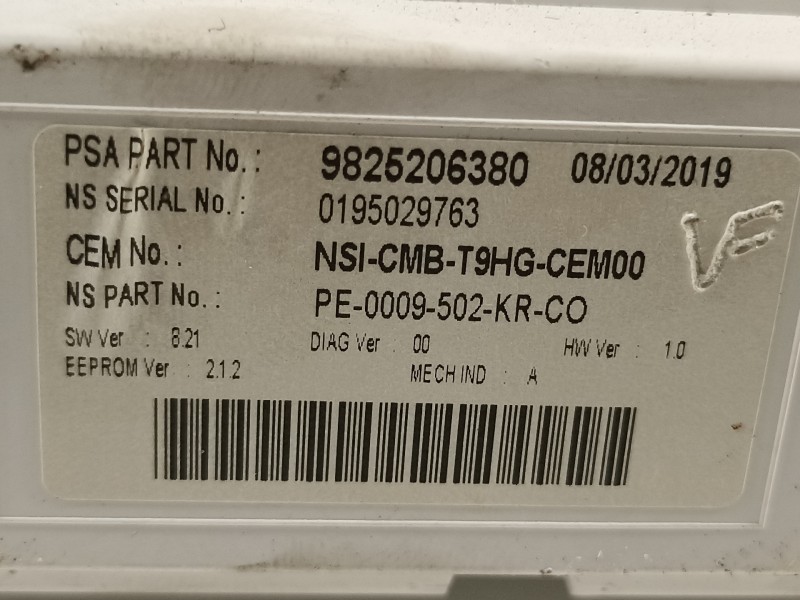 PSA PART No. : 9825206380 08/03/2019
NS SERIAL No. : 0195029763
CEM No. : NSI-CMB-T9HG-CEM00
NS PART No. : PE-0009-502-KR-CO
SW Ver : 8.21 DIAG Ver : 00 HW Ver : 1.0
EEPROM Ver : 2.1.2 MECH IND : A
VF